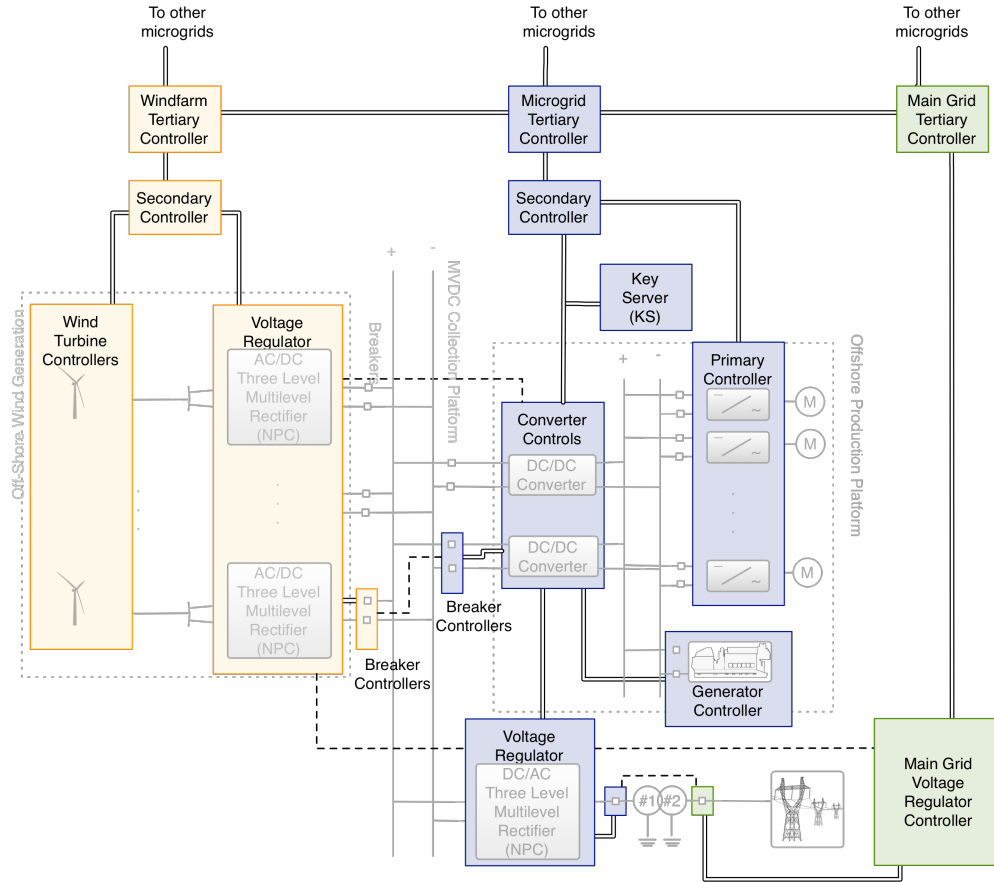 To other
microgrids
To other
microgrids
To other
microgrids
Windfarm
Tertiary
Controller
Microgrid
Tertiary
Controller
Main Grid
Tertiary
Controller
Secondary
Controller
Secondary
Controller
Key
Server
(KS)
+
-
MVDC Collection Platform
Breakers
Off-Shore Wind Generation
Wind
Turbine
Controllers
Voltage
Regulator
AC/DC
Three Level
Multilevel
Rectifier
(NPC)
AC/DC
Three Level
Multilevel
Rectifier
(NPC)
Breaker
Controllers
Breaker
Controllers
Converter
Controls
DC/DC
Converter
DC/DC
Converter
+
-
Primary
Controller
~
M
~
M
~
M
Offshore Production Platform
Generator
Controller
Voltage
Regulator
DC/AC
Three Level
Multilevel
Rectifier
(NPC)
#1
#2
Main Grid
Voltage
Regulator
Controller